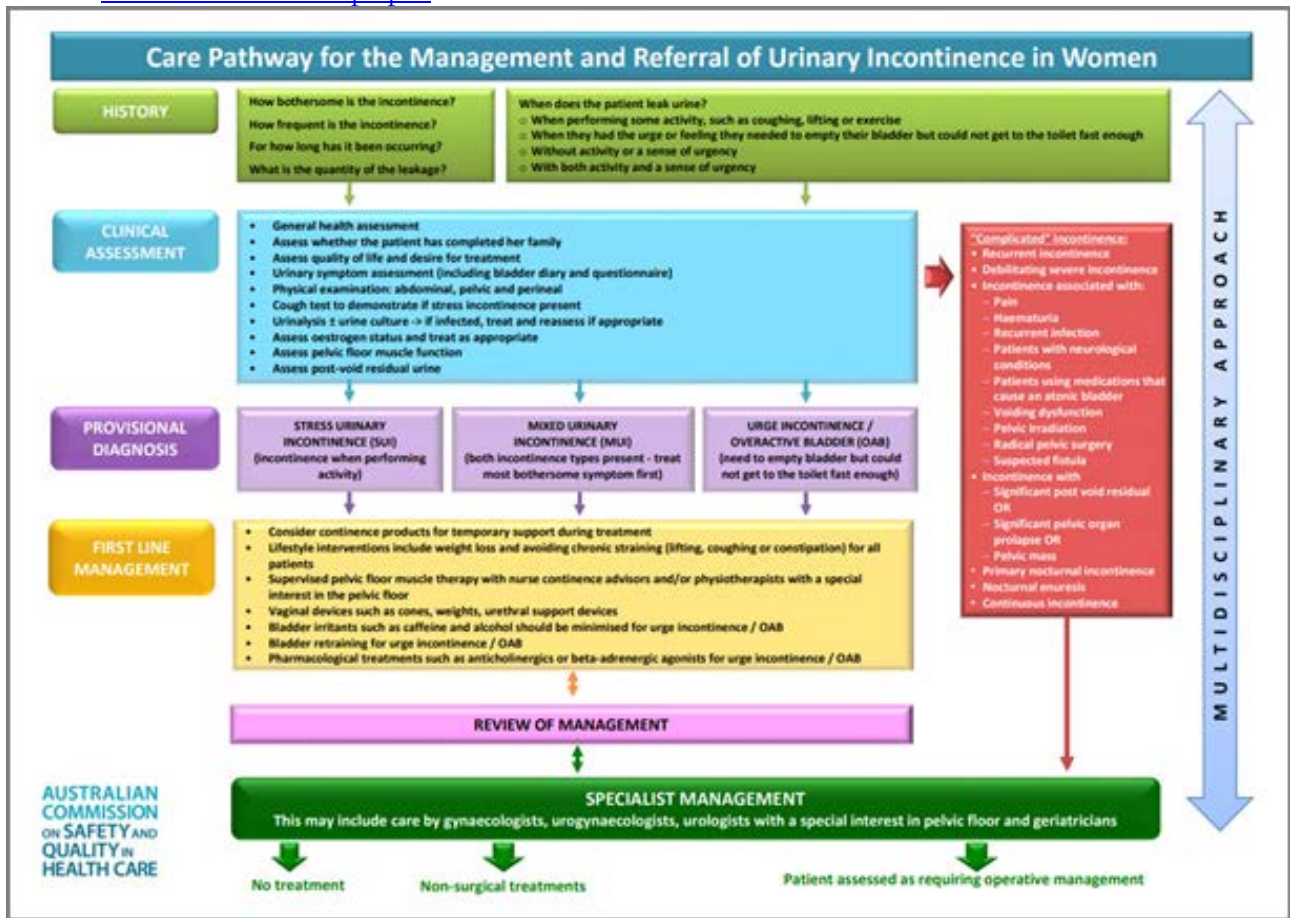 Care Pathway for the Management and Referral of Urinary Incontinence in Women
HISTORY
How bothersome is the incontinence?
How frequent is the incontinence?
For how long has it been occurring?
What is the quantity of the leakage?
When does the patient leak urine?
o When performing some activity, such as coughing, lifting or exercise
o When they had the urge or feeling they needed to empty their bladder but could not get to the toilet fast enough
o Without activity or a sense of urgency
o With both activity and a sense of urgency
CLINICAL
ASSESSMENT
• General health assessment
• Assess whether the patient has completed her family
• Assess quality of life and desire for treatment
• Urinary symptom assessment (including bladder diary and questionnaire)
• Physical examination: abdominal, pelvic and perineal
• Cough test to demonstrate if stress incontinence present
• Urinalysis ± urine culture -> if infected, treat and reassess if appropriate
• Assess oestrogen status and treat as appropriate
• Assess pelvic floor muscle function
• Assess post-void residual urine
"Complicated" incontinence:
• Recurrent incontinence
• Debilitating severe incontinence
• Incontinence associated with:
– Pain
– Haematuria
– Recurrent infection
– Patients with neurological
conditions
– Patients using medications that
cause an atonic bladder
– Voiding dysfunction
– Pelvic irradiation
– Radical pelvic surgery
– Suspected fistula
• Incontinence with
– Significant post void residual
OR
– Significant pelvic organ
prolapse OR
– Pelvic mass
• Primary nocturnal incontinence
• Nocturnal enuresis
• Continuous incontinence
PROVISIONAL
DIAGNOSIS
STRESS URINARY
INCONTINENCE (SUI)
(incontinence when performing
activity)
MIXED URINARY
INCONTINENCE (MUI)
(both incontinence types present - treat
most bothersome symptom first)
URGE INCONTINENCE /
OVERACTIVE BLADDER (OAB)
(need to empty bladder but could
not get to the toilet fast enough)
FIRST LINE
MANAGEMENT
• Consider continence products for temporary support during treatment
• Lifestyle interventions include weight loss and avoiding chronic straining (lifting, coughing or constipation) for all
patients
• Supervised pelvic floor muscle therapy with nurse continence advisors and/or physiotherapists with a special
interest in the pelvic floor
• Vaginal devices such as cones, weights, urethral support devices
• Bladder irritants such as caffeine and alcohol should be minimised for urge incontinence / OAB
• Bladder retraining for urge incontinence / OAB
• Pharmacological treatments such as anticholinergics or beta-adrenergic agonists for urge incontinence / OAB
REVIEW OF MANAGEMENT
SPECIALIST MANAGEMENT
This may include care by gynaecologists, urogynaecologists, urologists with a special interest in pelvic floor and geriatricians
No treatment
Non-surgical treatments
Patient assessed as requiring operative management
MULTIDISCIPLINARY APPROACH
AUSTRALIAN
COMMISSION
ON SAFETY AND
QUALITY IN
HEALTH CARE